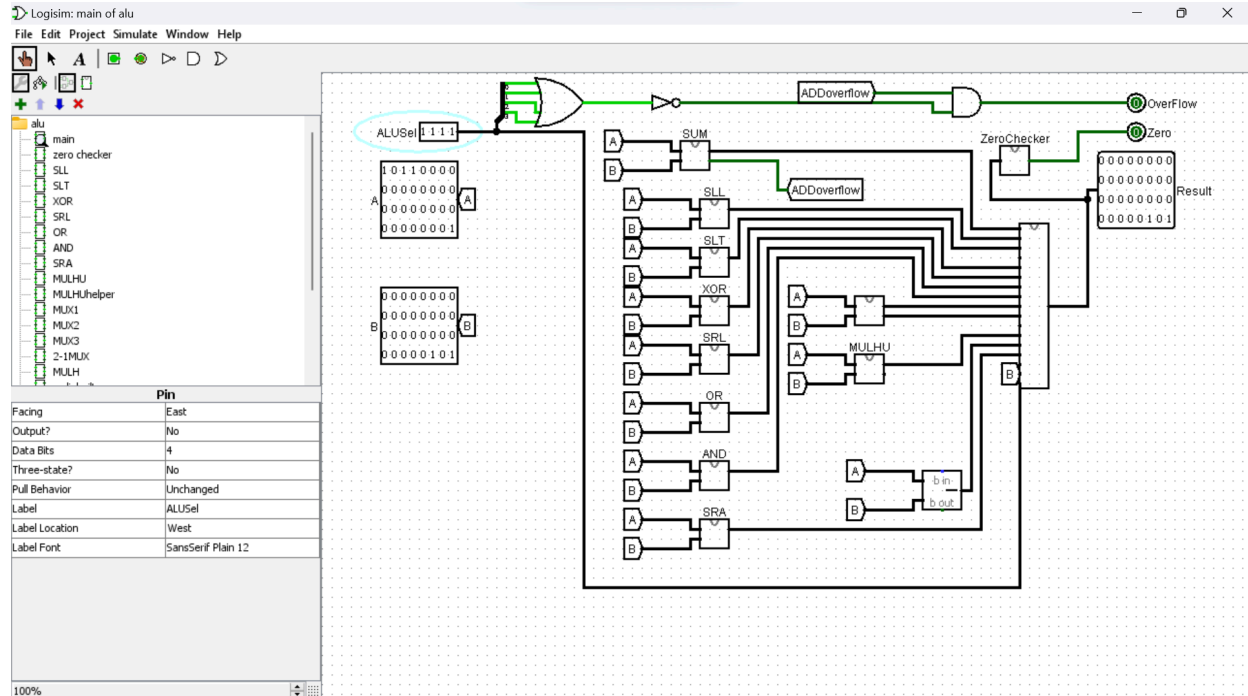 Logisim: main of alu
File Edit Project Simulate Window Help
alu
main
zero checker
SLL
SLT
XOR
SRL
OR
AND
SRA
MULHU
MULHUhelper
MUX1
MUX2
MUX3
2-1MUX
MULH
Pin
Facing East
Output? No
Data Bits 4
Three-state? No
Pull Behavior Unchanged
Label ALUSel
Label Location West
Label Font SansSerif Plain 12
100%
ADDoverflow
OverFlow
ALUSel 1 1 1 1
Zero
SUM
ZeroChecker
A
B
1 0 1 1 0 0 0 0
0 0 0 0 0 0 0 0
A 0 0 0 0 0 0 0 0 A
0 0 0 0 0 0 0 1
0 0 0 0 0 0 0 0
0 0 0 0 0 0 0 0
Result
0 0 0 0 0 0 0 0
0 0 0 0 0 1 0 1
ADDoverflow
SLL
A
B
SLT
A
B
XOR
A
B
A
B
0 0 0 0 0 0 0 0
0 0 0 0 0 0 0 0
B 0 0 0 0 0 0 0 0 B
0 0 0 0 0 1 0 1
SRL
A
B
MULHU
A
B
B
OR
A
B
AND
A
B
A
B
b in
b out
SRA
A
B